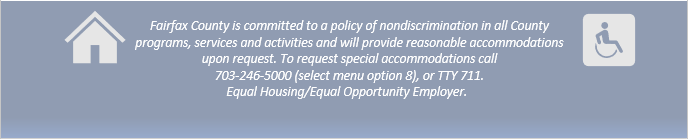 Fairfax County is committed to a policy of nondiscrimination in all County
programs, services and activities and will provide reasonable accommodations
upon request. To request special accommodations call
703-246-5000 (select menu option 8), or TTY 711.
Equal Housing/Equal Opportunity Employer.